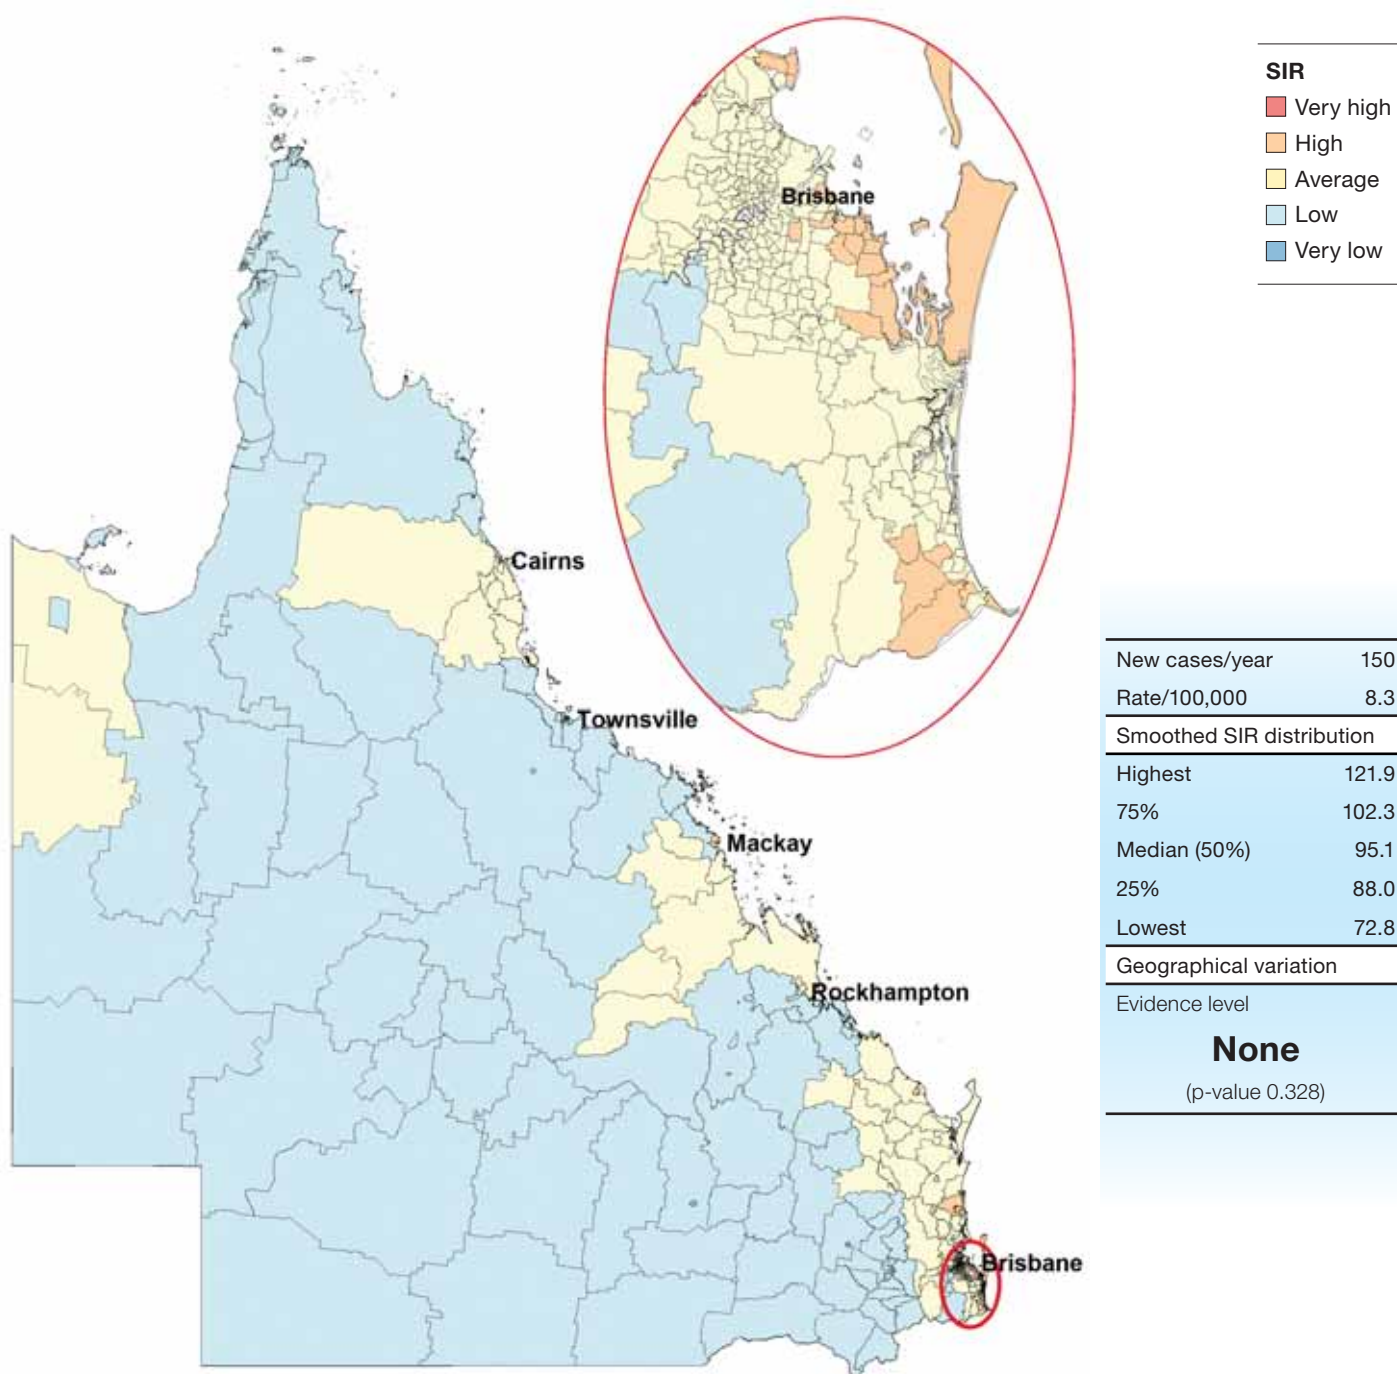 SIR
Very high
High
Average
Low
Very low
Brisbane
Cairns
Townsville
Mackay
Rockhampton
Brisbane
New cases/year 150
Rate/100,000 8.3
Smoothed SIR distribution
Highest 121.9
75% 102.3
Median (50%) 95.1
25% 88.0
Lowest 72.8
Geographical variation
Evidence level
None
(p-value 0.328)